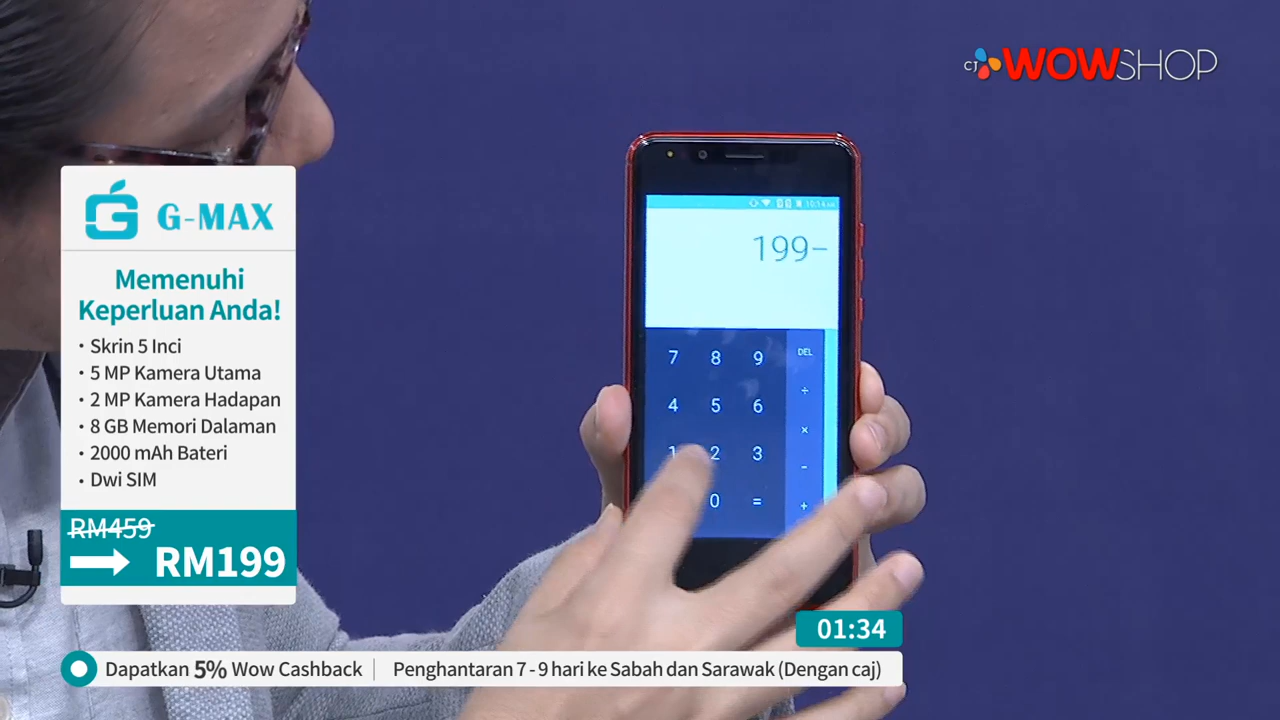 CJ WOWSHOP
G-MAX
Memenuhi
Keperluan Anda!
• Skrin 5 Inci
• 5 MP Kamera Utama
• 2 MP Kamera Hadapan
• 8 GB Memori Dalaman
• 2000 mAh Bateri
• Dwi SIM
RM459
RM199
199−
7 8 9 DEL
÷
4 5 6
×
1 2 3
-
0 =
+
01:34
Dapatkan 5% Wow Cashback | Penghantaran 7 - 9 hari ke Sabah dan Sarawak (Dengan caj)